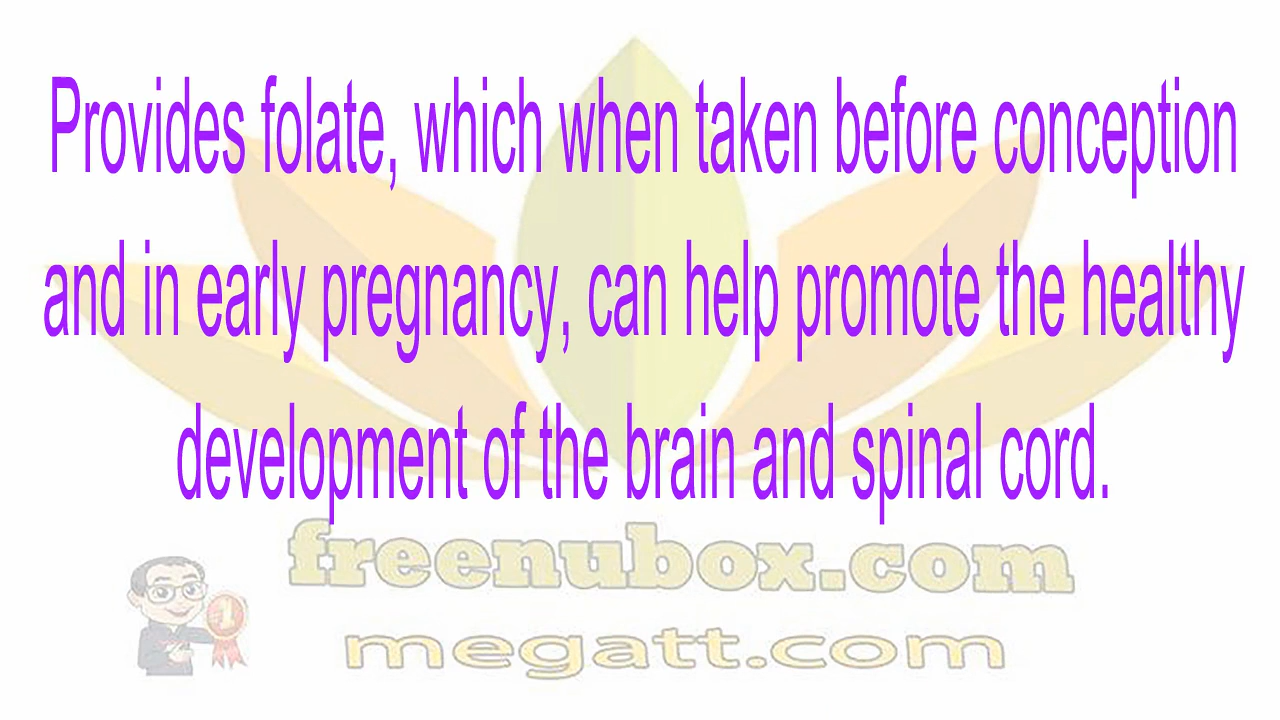 Provides folate, which when taken before conception
and in early pregnancy, can help promote the healthy
development of the brain and spinal cord.
freenubox.com
1
megatt.com